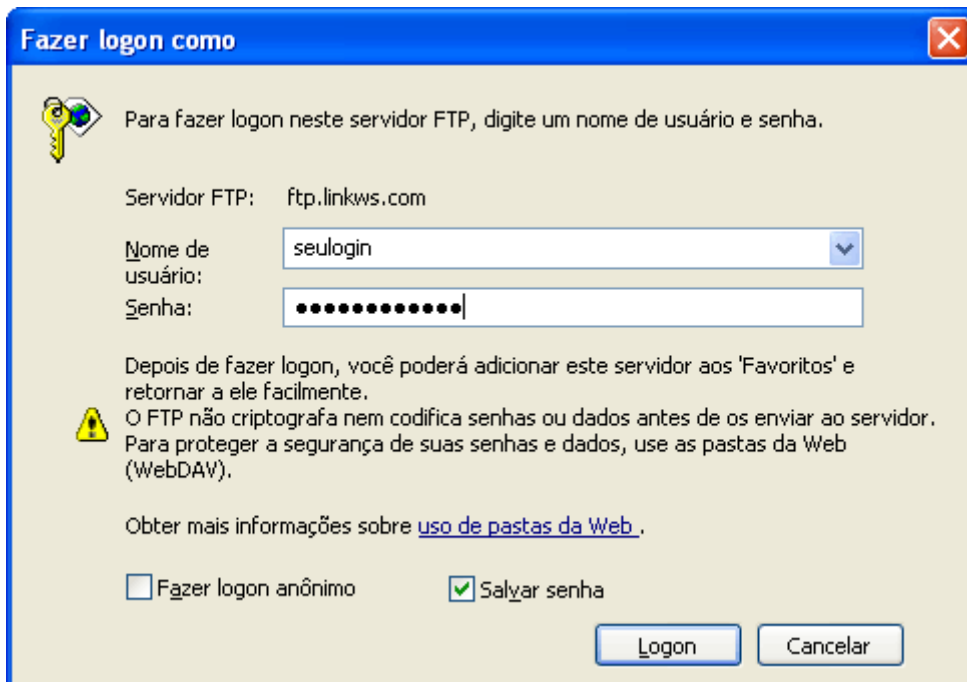 Fazer logon como
Para fazer logon neste servidor FTP, digite um nome de usuário e senha.
Servidor FTP: ftp.linkws.com
Nome de usuário: seulogin
Senha: ●●●●●●●●●●●●
Depois de fazer logon, você poderá adicionar este servidor aos 'Favoritos' e
retornar a ele facilmente.
O FTP não criptografa nem codifica senhas ou dados antes de os enviar ao servidor.
Para proteger a segurança de suas senhas e dados, use as pastas da Web
(WebDAV).
Obter mais informações sobre uso de pastas da Web .
Fazer logon anônimo Salvar senha
Logon Cancelar